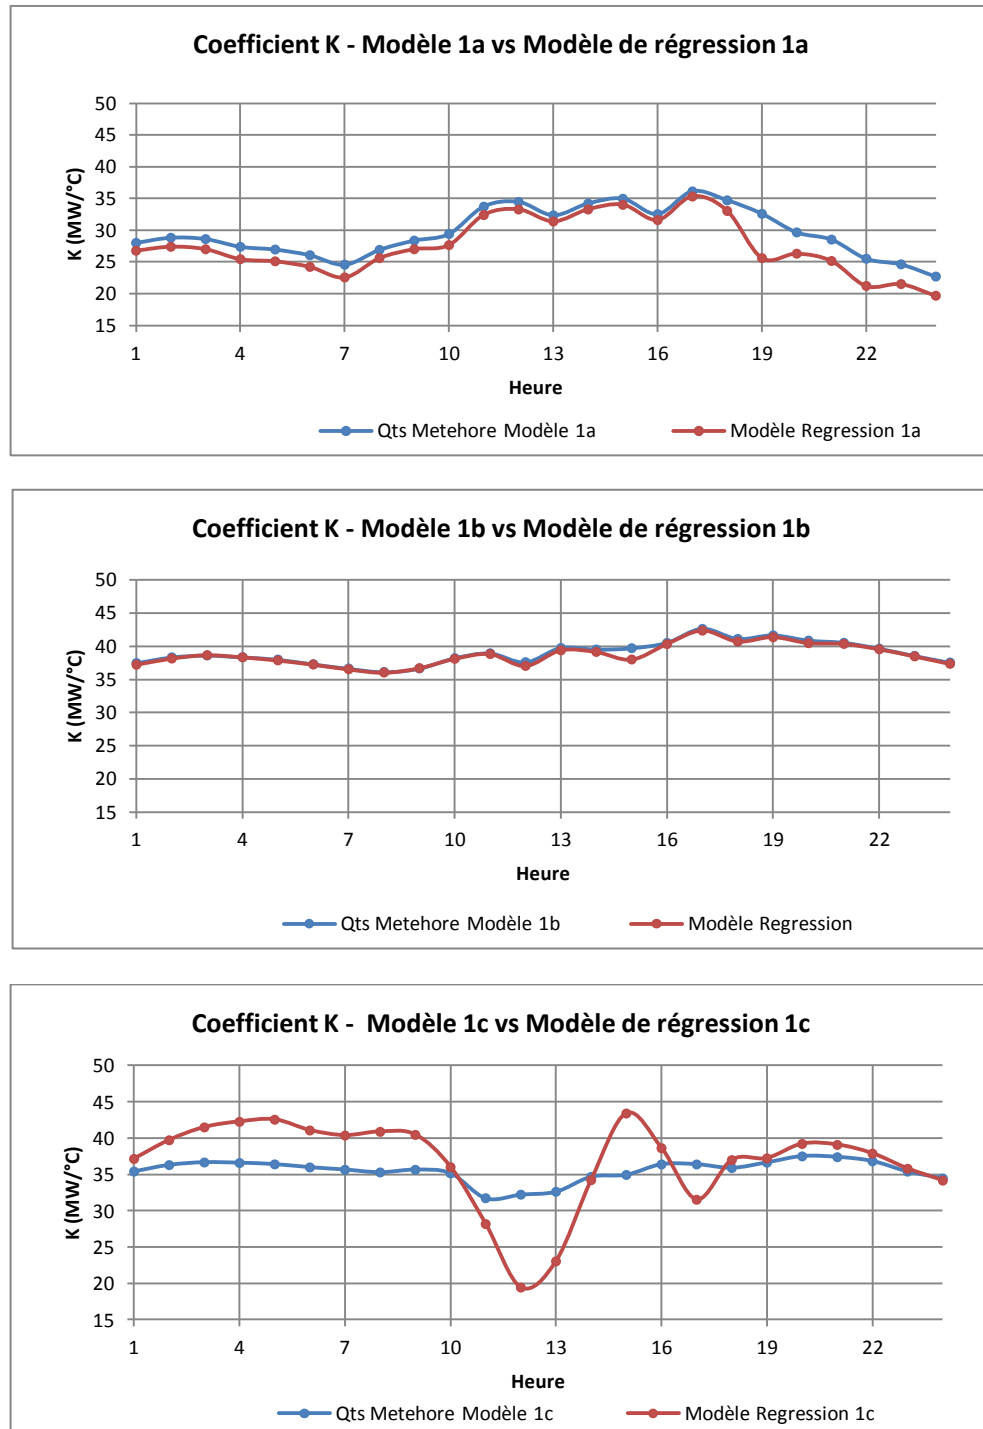 Coefficient K - Modèle 1a vs Modèle de régression 1a
50
45
40
35
30
25
20
15
K (MW/°C)
1 4 7 10 13 16 19 22
Heure
Qts Metehore Modèle 1a Modèle Regression 1a
Coefficient K - Modèle 1b vs Modèle de régression 1b
50
45
40
35
30
25
20
15
K (MW/°C)
1 4 7 10 13 16 19 22
Heure
Qts Metehore Modèle 1b Modèle Regression
Coefficient K - Modèle 1c vs Modèle de régression 1c
50
45
40
35
30
25
20
15
K (MW/°C)
1 4 7 10 13 16 19 22
Heure
Qts Metehore Modèle 1c Modèle Regression 1c